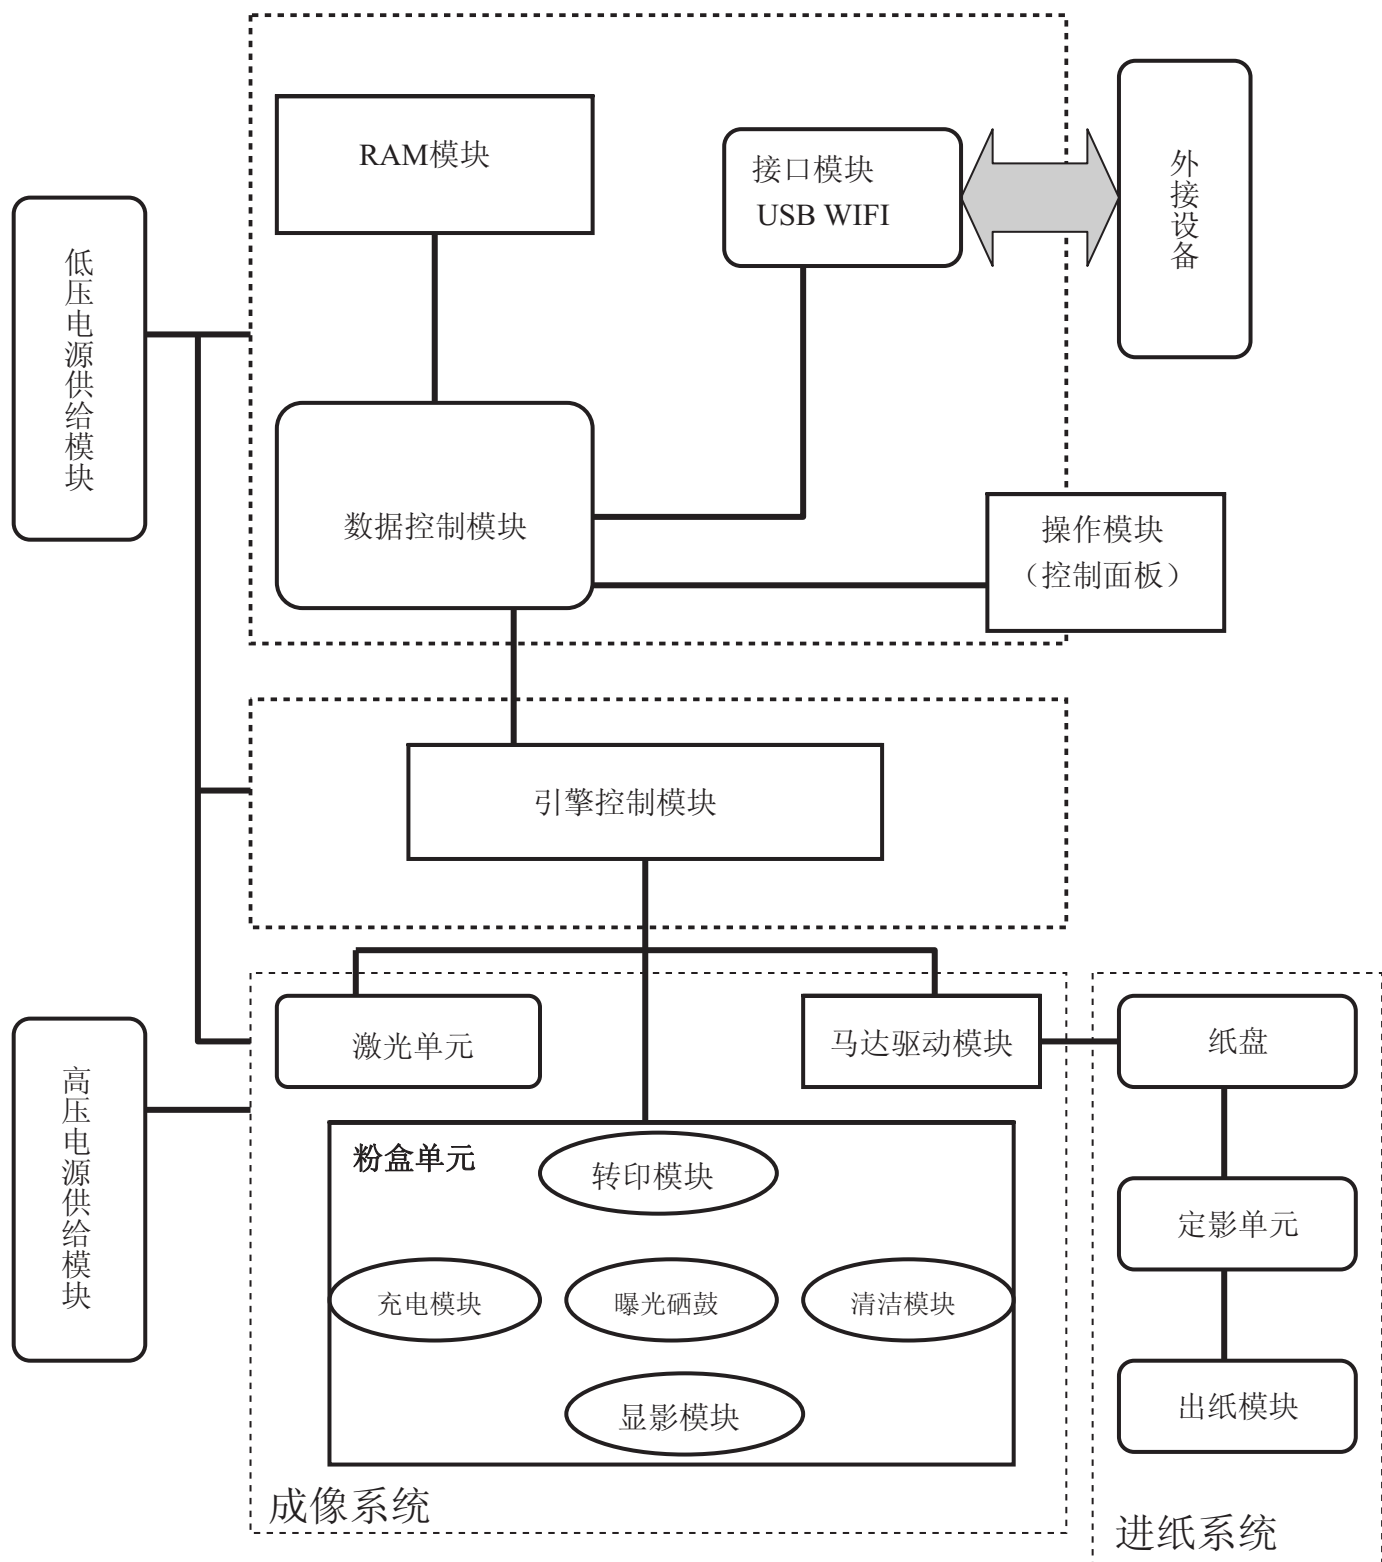 RAM模块
接口模块
USB WIFI
外接设备
低压电源供给模块
数据控制模块
操作模块
（控制面板）
引擎控制模块
激光单元
马达驱动模块
纸盘
高压电源供给模块
粉盒单元
转印模块
定影单元
充电模块
曝光硒鼓
清洁模块
显影模块
出纸模块
成像系统
进纸系统